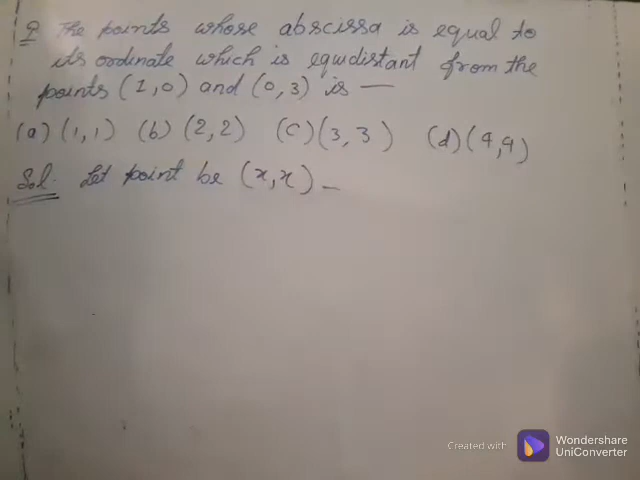 Q The points whose abscissa is equal to
its ordinate which is equidistant from the
points (1,0) and (0,3) is —
(a) (1,1) (b) (2,2) (c) (3,3) (d) (4,4)
Sol. Let point be (x,x) –
Created with Wondershare UniConverter